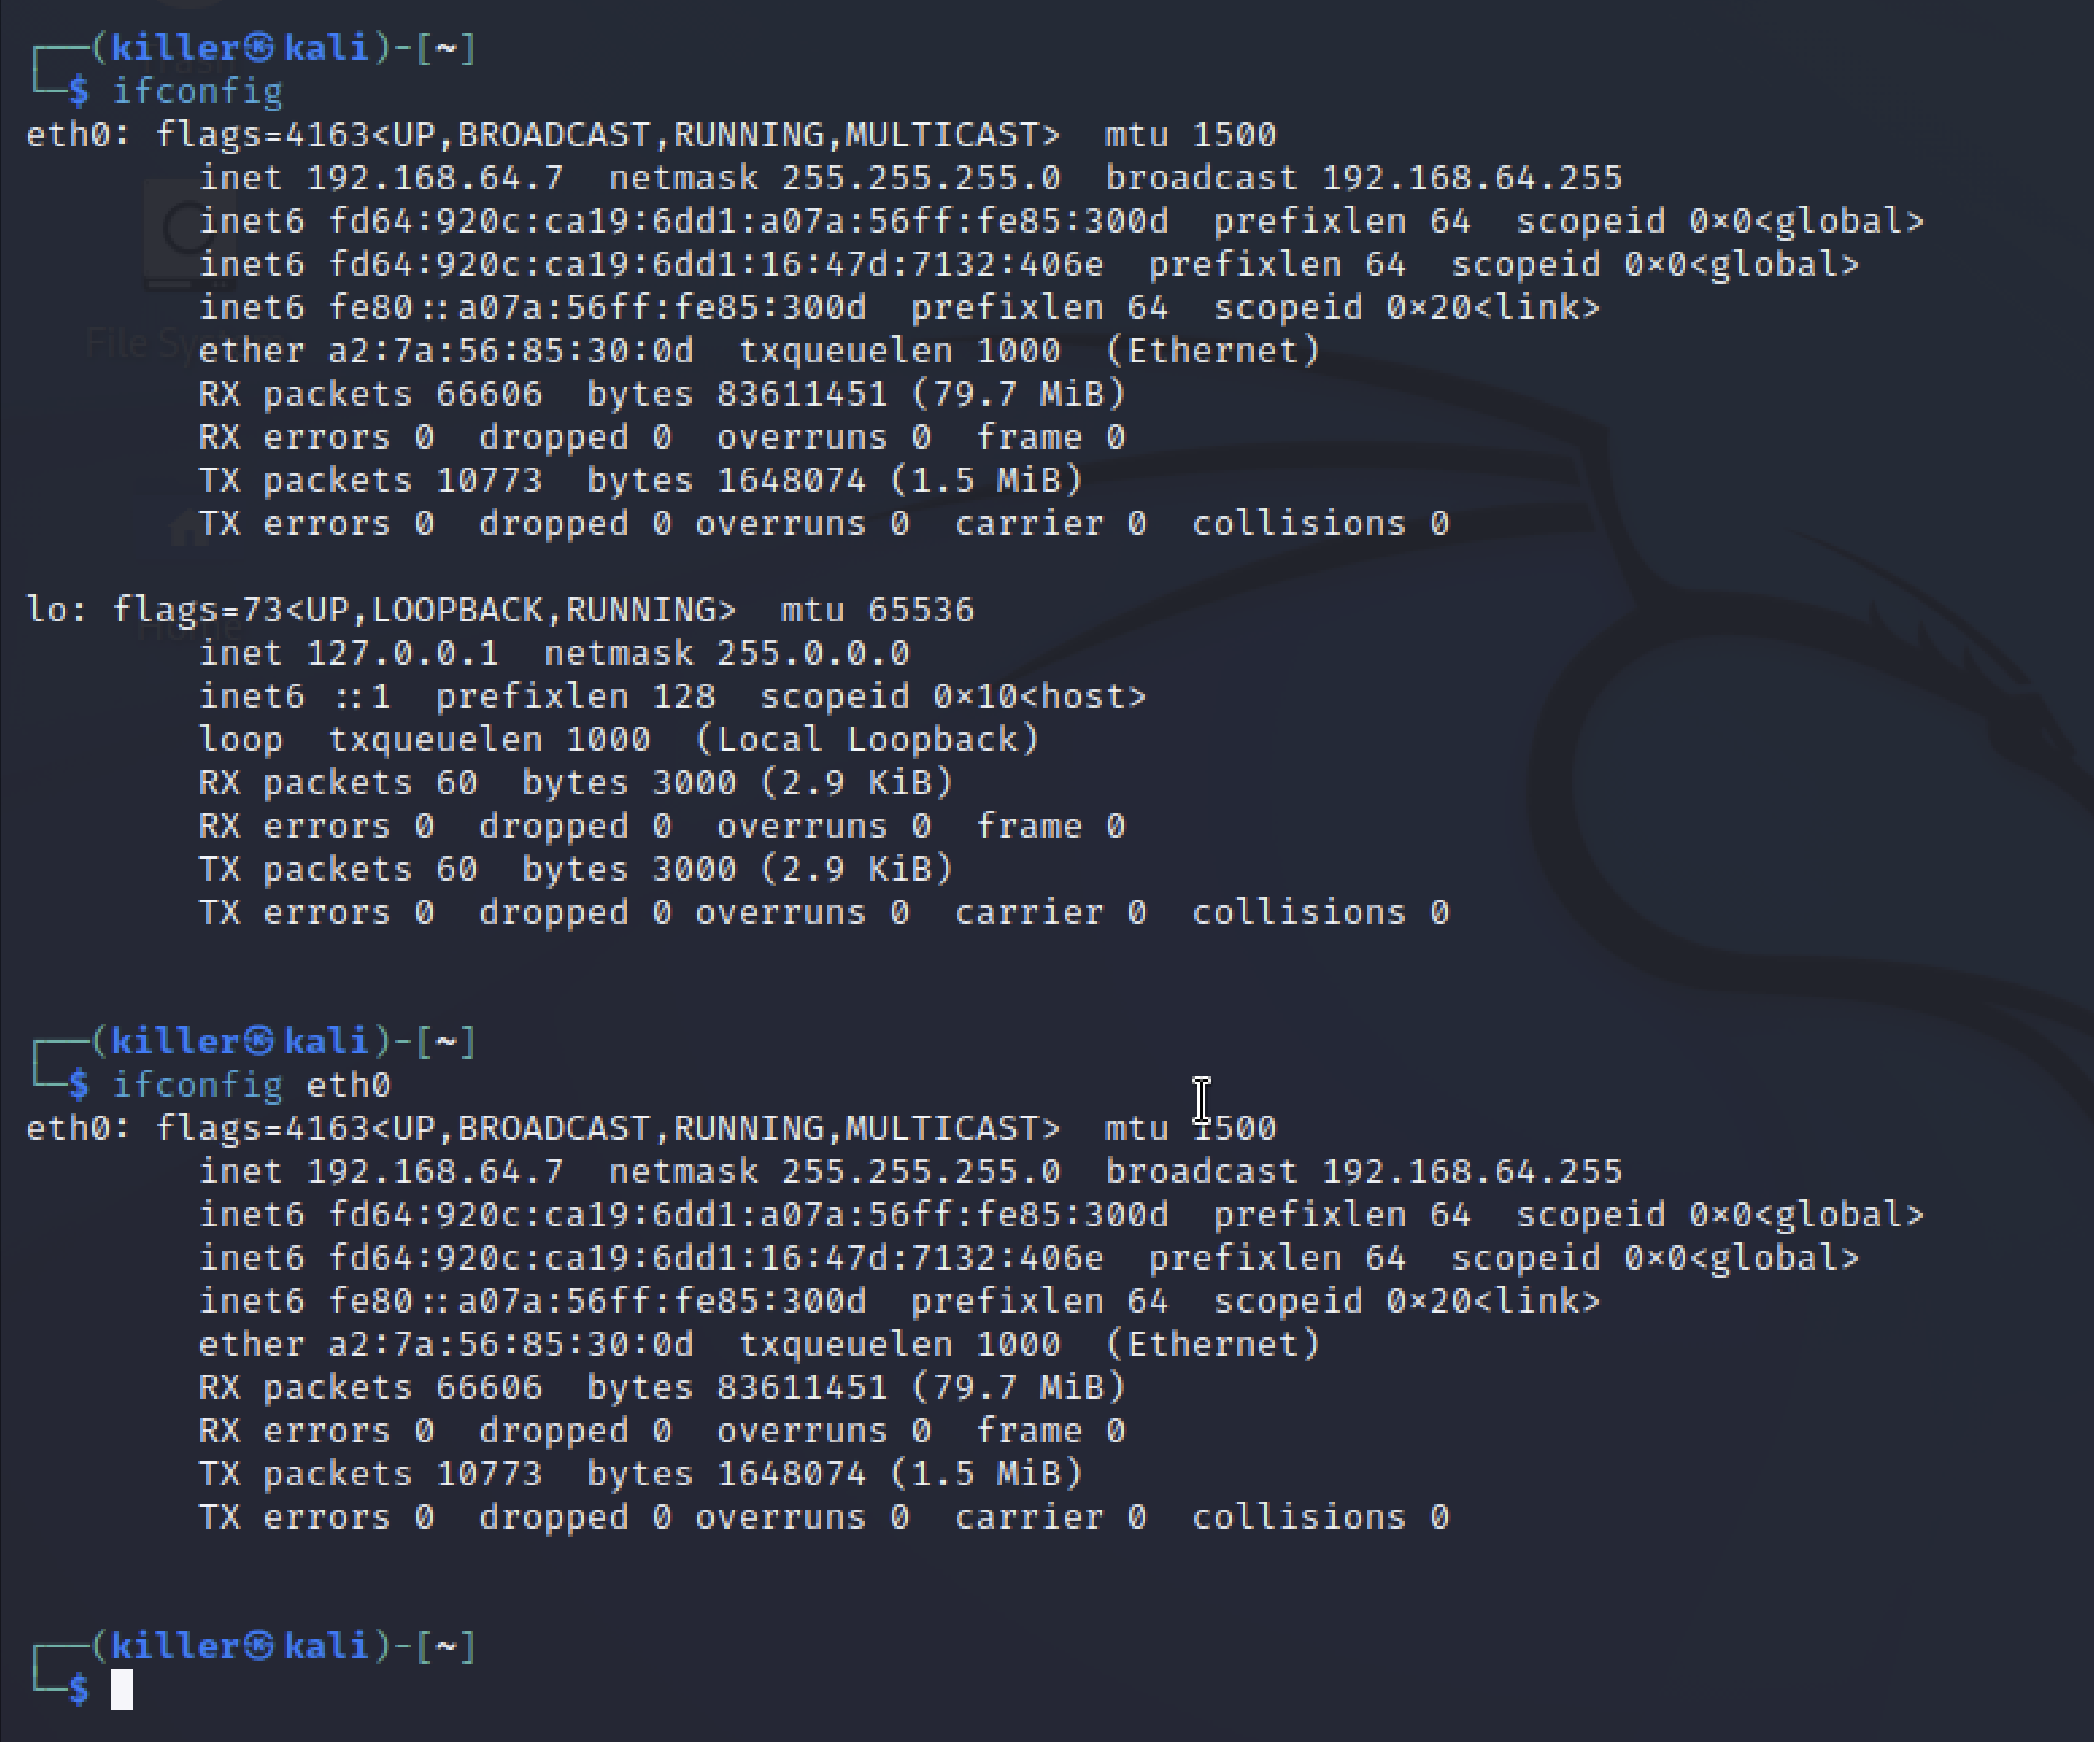 ┌──(killer㉿kali)-[~]
└─$ ifconfig
eth0: flags=4163<UP,BROADCAST,RUNNING,MULTICAST>  mtu 1500
        inet 192.168.64.7  netmask 255.255.255.0  broadcast 192.168.64.255
        inet6 fd64:920c:ca19:6dd1:a07a:56ff:fe85:300d  prefixlen 64  scopeid 0×0<global>
        inet6 fd64:920c:ca19:6dd1:16:47d:7132:406e  prefixlen 64  scopeid 0×0<global>
        inet6 fe80::a07a:56ff:fe85:300d  prefixlen 64  scopeid 0×20<link>
        ether a2:7a:56:85:30:0d  txqueuelen 1000  (Ethernet)
        RX packets 66606  bytes 83611451 (79.7 MiB)
        RX errors 0  dropped 0  overruns 0  frame 0
        TX packets 10773  bytes 1648074 (1.5 MiB)
        TX errors 0  dropped 0 overruns 0  carrier 0  collisions 0

lo: flags=73<UP,LOOPBACK,RUNNING>  mtu 65536
        inet 127.0.0.1  netmask 255.0.0.0
        inet6 ::1  prefixlen 128  scopeid 0×10<host>
        loop  txqueuelen 1000  (Local Loopback)
        RX packets 60  bytes 3000 (2.9 KiB)
        RX errors 0  dropped 0  overruns 0  frame 0
        TX packets 60  bytes 3000 (2.9 KiB)
        TX errors 0  dropped 0 overruns 0  carrier 0  collisions 0

┌──(killer㉿kali)-[~]
└─$ ifconfig eth0
eth0: flags=4163<UP,BROADCAST,RUNNING,MULTICAST>  mtu 1500
        inet 192.168.64.7  netmask 255.255.255.0  broadcast 192.168.64.255
        inet6 fd64:920c:ca19:6dd1:a07a:56ff:fe85:300d  prefixlen 64  scopeid 0×0<global>
        inet6 fd64:920c:ca19:6dd1:16:47d:7132:406e  prefixlen 64  scopeid 0×0<global>
        inet6 fe80::a07a:56ff:fe85:300d  prefixlen 64  scopeid 0×20<link>
        ether a2:7a:56:85:30:0d  txqueuelen 1000  (Ethernet)
        RX packets 66606  bytes 83611451 (79.7 MiB)
        RX errors 0  dropped 0  overruns 0  frame 0
        TX packets 10773  bytes 1648074 (1.5 MiB)
        TX errors 0  dropped 0 overruns 0  carrier 0  collisions 0

┌──(killer㉿kali)-[~]
└─$
Trash
File System
Home